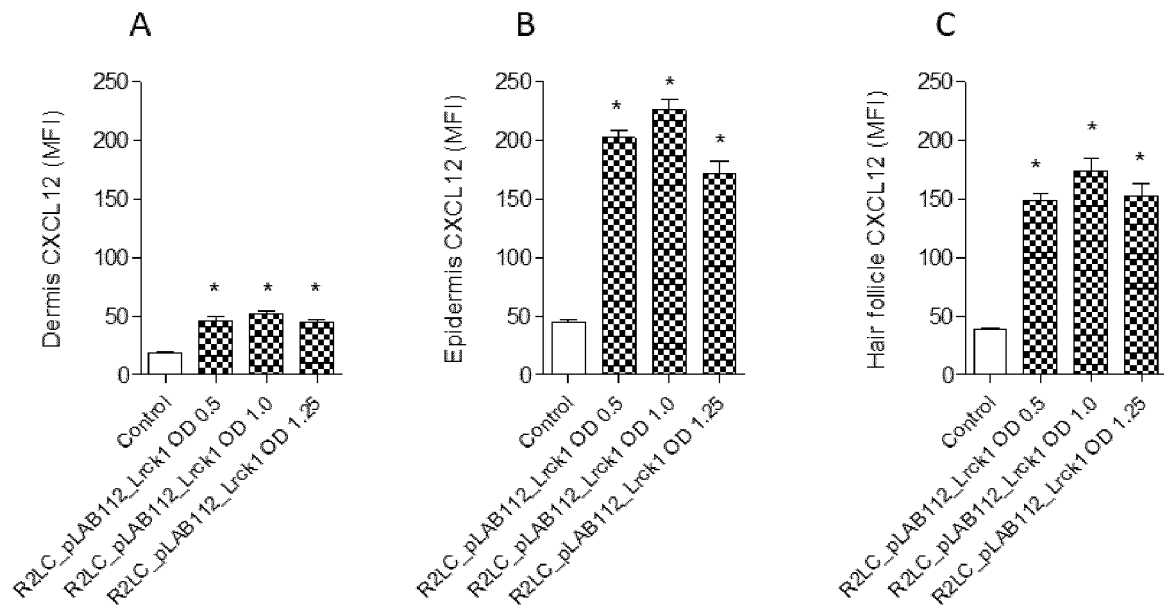 A
Dermis CXCL12 (MFI)
250
200
150
100
50
0
* * *
Control
R2LC_pLAB112_Lrck1 OD 0.5
R2LC_pLAB112_Lrck1 OD 1.0
R2LC_pLAB112_Lrck1 OD 1.25
B
Epidermis CXCL12 (MFI)
250
200
150
100
50
0
* * *
Control
R2LC_pLAB112_Lrck1 OD 0.5
R2LC_pLAB112_Lrck1 OD 1.0
R2LC_pLAB112_Lrck1 OD 1.25
C
Hair follicle CXCL12 (MFI)
250
200
150
100
50
0
* * *
Control
R2LC_pLAB112_Lrck1 OD 0.5
R2LC_pLAB112_Lrck1 OD 1.0
R2LC_pLAB112_Lrck1 OD 1.25